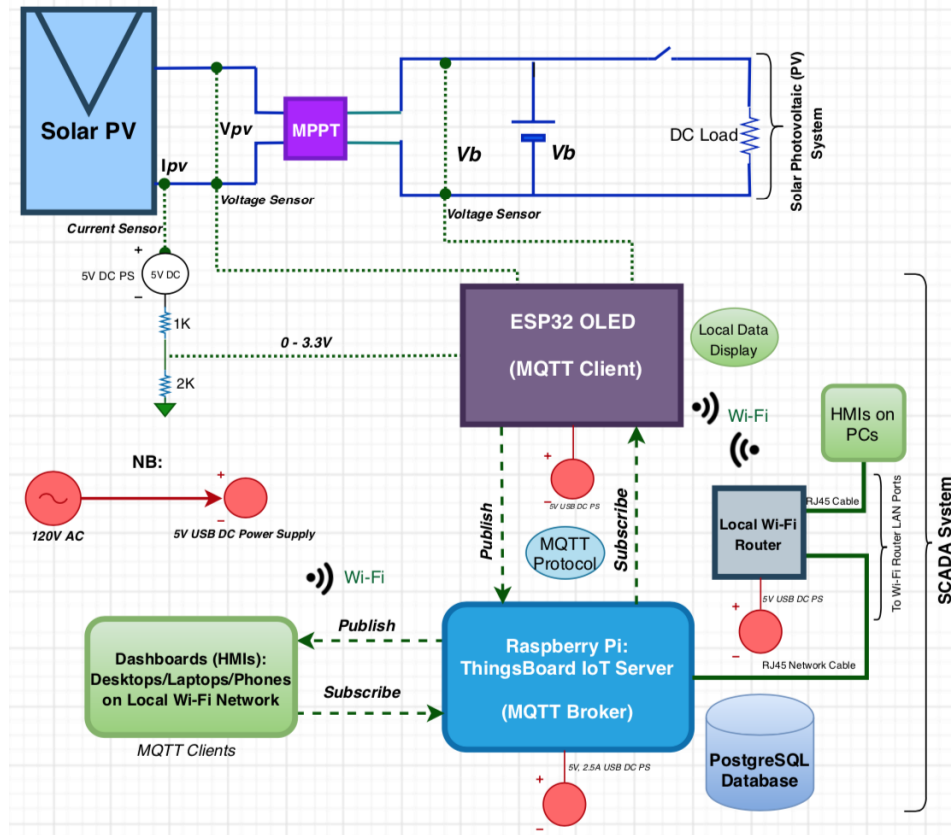 Solar PV
Vpv
Ipv
MPPT
Vb
Vb
DC Load
Solar Photovoltaic (PV)
System
Voltage Sensor
Voltage Sensor
Current Sensor
+
5V DC PS
5V DC
−
1K
2K
0 - 3.3V
ESP32 OLED
(MQTT Client)
Local Data
Display
Wi-Fi
HMIs on
PCs
NB:
120V AC
+
−
5V USB DC Power Supply
+
−
5V USB DC PS
Publish
Subscribe
MQTT
Protocol
Local Wi-Fi
Router
RJ45 Cable
To Wi-Fi Router LAN Ports
SCADA System
5V USB DC PS
+
−
RJ45 Network Cable
Wi-Fi
Dashboards (HMIs):
Desktops/Laptops/Phones
on Local Wi-Fi Network
MQTT Clients
Publish
Subscribe
Raspberry Pi:
ThingsBoard IoT Server
(MQTT Broker)
5V, 2.5A USB DC PS
+
−
PostgreSQL
Database